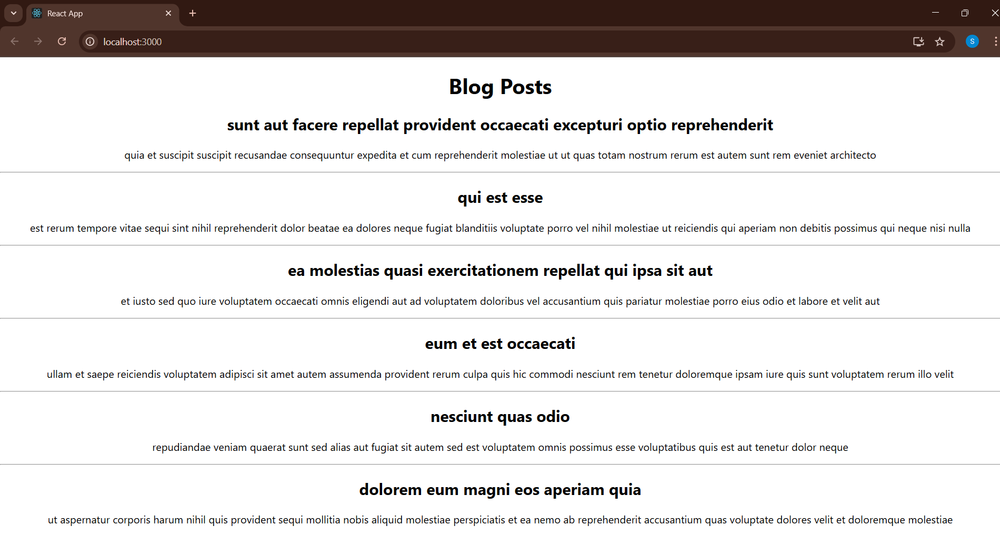 React App
localhost:3000
S
Blog Posts
sunt aut facere repellat provident occaecati excepturi optio reprehenderit
quia et suscipit suscipit recusandae consequuntur expedita et cum reprehenderit molestiae ut ut quas totam nostrum rerum est autem sunt rem eveniet architecto
qui est esse
est rerum tempore vitae sequi sint nihil reprehenderit dolor beatae ea dolores neque fugiat blanditiis voluptate porro vel nihil molestiae ut reiciendis qui aperiam non debitis possimus qui neque nisi nulla
ea molestias quasi exercitationem repellat qui ipsa sit aut
et iusto sed quo iure voluptatem occaecati omnis eligendi aut ad voluptatem doloribus vel accusantium quis pariatur molestiae porro eius odio et labore et velit aut
eum et est occaecati
ullam et saepe reiciendis voluptatem adipisci sit amet autem assumenda provident rerum culpa quis hic commodi nesciunt rem tenetur doloremque ipsam iure quis sunt voluptatem rerum illo velit
nesciunt quas odio
repudiandae veniam quaerat sunt sed alias aut fugiat sit autem sed est voluptatem omnis possimus esse voluptatibus quis est aut tenetur dolor neque
dolorem eum magni eos aperiam quia
ut aspernatur corporis harum nihil quis provident sequi mollitia nobis aliquid molestiae perspiciatis et ea nemo ab reprehenderit accusantium quas voluptate dolores velit et doloremque molestiae